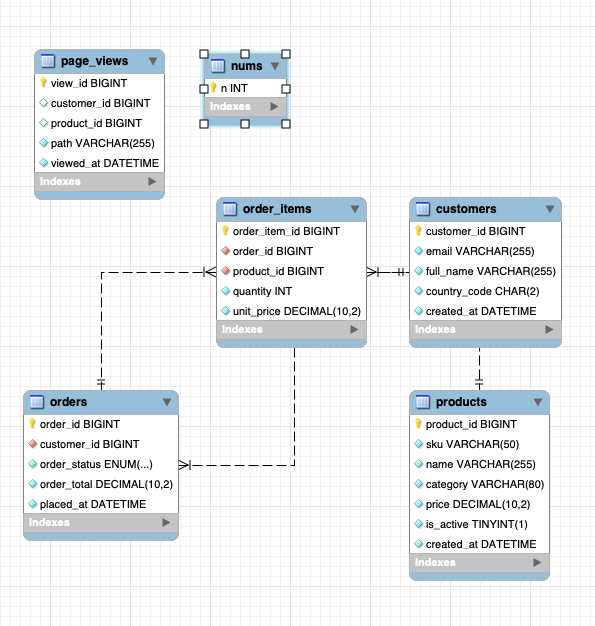 page_views
view_id BIGINT
customer_id BIGINT
product_id BIGINT
path VARCHAR(255)
viewed_at DATETIME
Indexes
nums
n INT
Indexes
order_items
order_item_id BIGINT
order_id BIGINT
product_id BIGINT
quantity INT
unit_price DECIMAL(10,2)
Indexes
customers
customer_id BIGINT
email VARCHAR(255)
full_name VARCHAR(255)
country_code CHAR(2)
created_at DATETIME
Indexes
orders
order_id BIGINT
customer_id BIGINT
order_status ENUM(...)
order_total DECIMAL(10,2)
placed_at DATETIME
Indexes
products
product_id BIGINT
sku VARCHAR(50)
name VARCHAR(255)
category VARCHAR(80)
price DECIMAL(10,2)
is_active TINYINT(1)
created_at DATETIME
Indexes